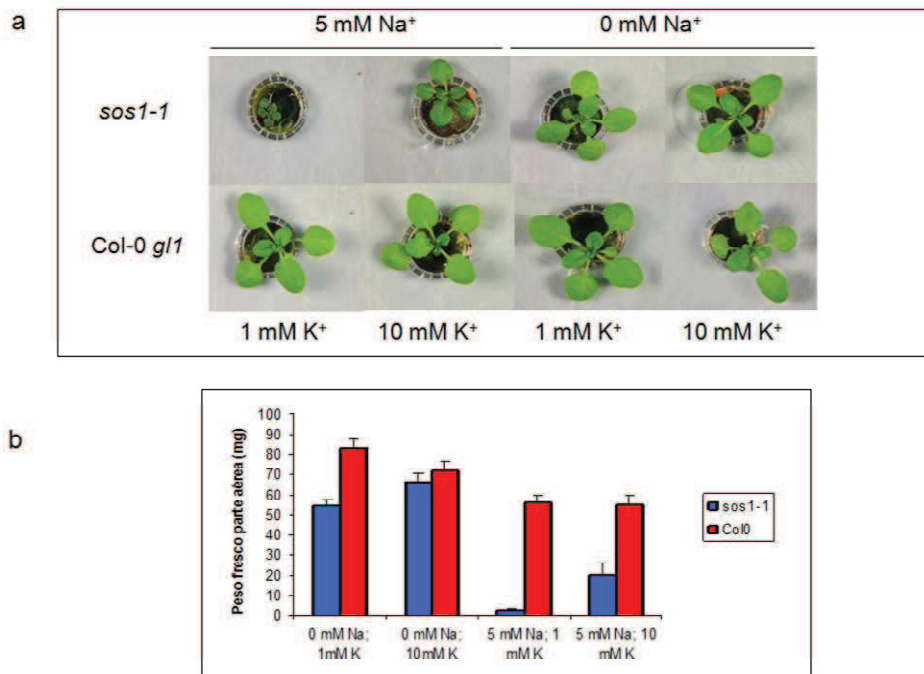 a
5 mM Na⁺ 0 mM Na⁺
sos1-1
Col-0 gl1
1 mM K⁺ 10 mM K⁺ 1 mM K⁺ 10 mM K⁺
b
Peso fresco parte aérea (mg)
100
90
80
70
60
50
40
30
20
10
0
0 mM Na; 1mM K
0 mM Na; 10mM K
5 mM Na; 1 mM K
5 mM Na; 10 mM K
sos1-1
Col0